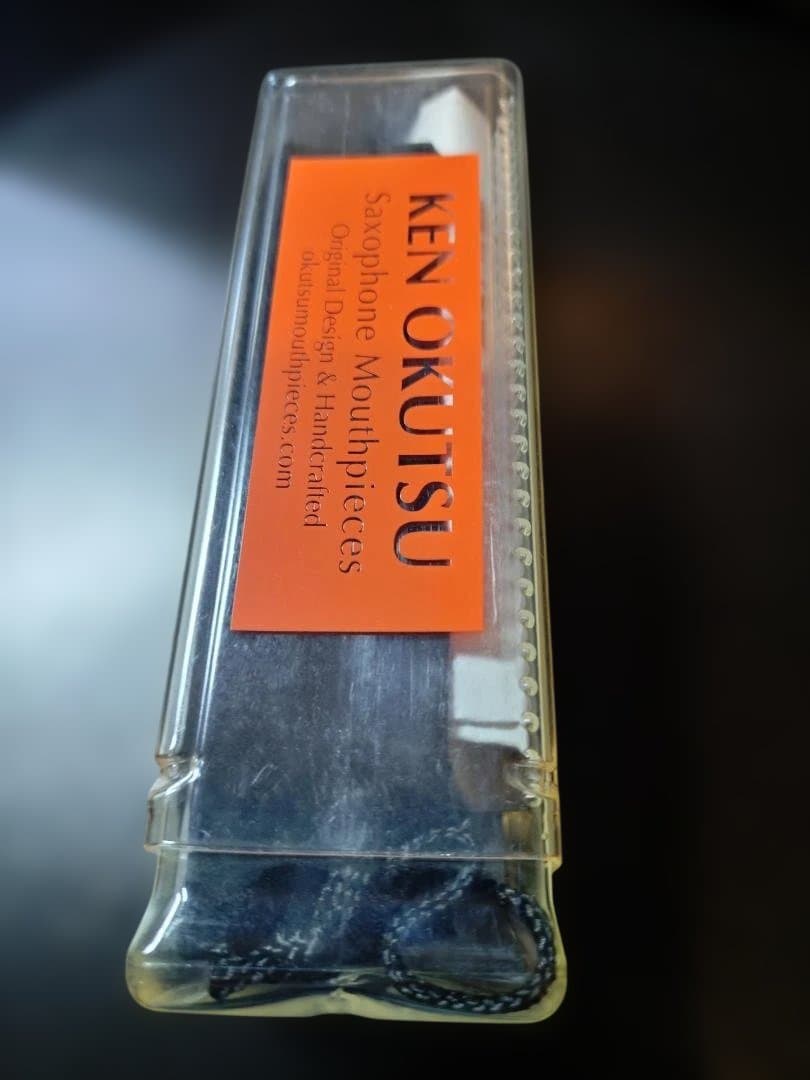 KEN OKUTSU
Saxophone Mouthpieces
Original Design & Handcrafted
okutsumouthpieces.com